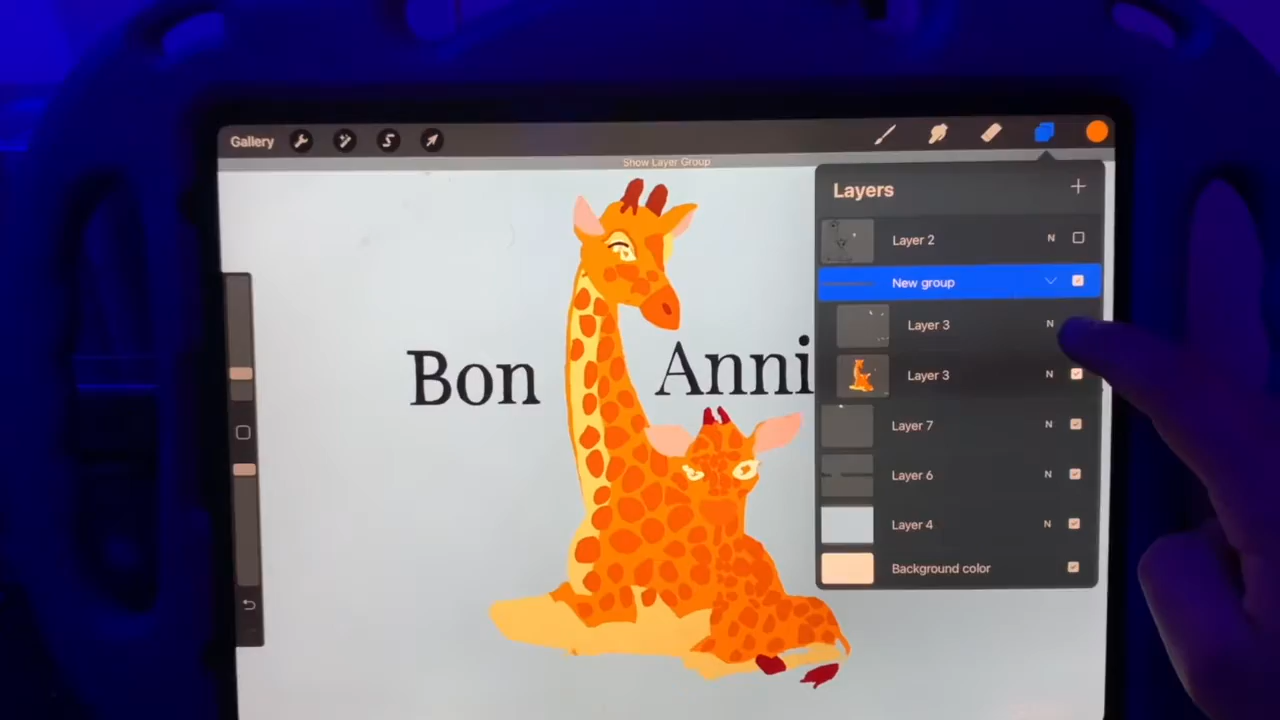 Gallery
Show Layer Group
Layers
Layer 2 N
New group
Layer 3 N
Layer 3 N
Layer 7 N
Layer 6 N
Layer 4 N
Background color
Bon Anni